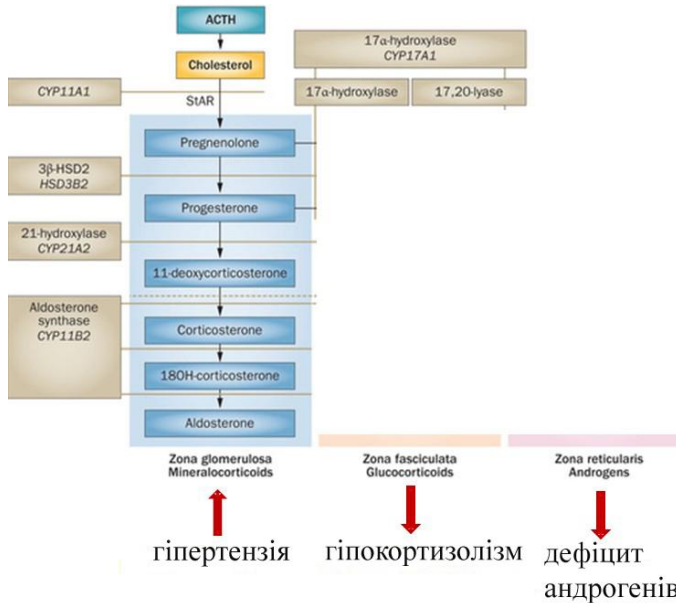 ACTH
Cholesterol
17α-hydroxylase
CYP17A1
17α-hydroxylase
17,20-lyase
CYP11A1
StAR
Pregnenolone
3β-HSD2
HSD3B2
Progesterone
21-hydroxylase
CYP21A2
11-deoxycorticosterone
Aldosterone
synthase
CYP11B2
Corticosterone
18OH-corticosterone
Aldosterone
Zona glomerulosa
Mineralocorticoids
Zona fasciculata
Glucocorticoids
Zona reticularis
Androgens
гіпертензія
гіпокортизолізм
дефіцит
андрогенів